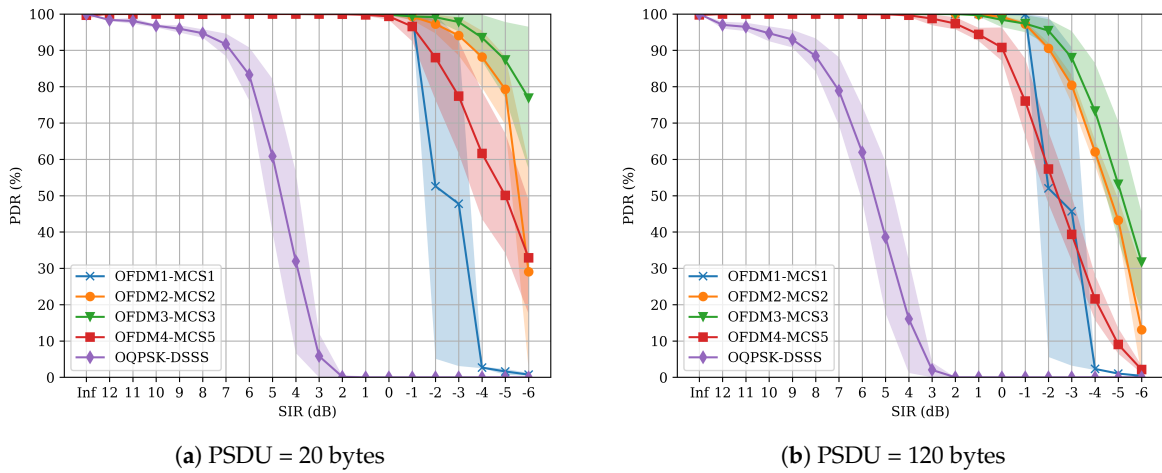 100
90
80
70
60
50
40
30
20
10
0
PDR (%)
OFDM1-MCS1
OFDM2-MCS2
OFDM3-MCS3
OFDM4-MCS5
OQPSK-DSSS
Inf 12 11 10 9 8 7 6 5 4 3 2 1 0 -1 -2 -3 -4 -5 -6
SIR (dB)
(a) PSDU = 20 bytes
100
90
80
70
60
50
40
30
20
10
0
PDR (%)
OFDM1-MCS1
OFDM2-MCS2
OFDM3-MCS3
OFDM4-MCS5
OQPSK-DSSS
Inf 12 11 10 9 8 7 6 5 4 3 2 1 0 -1 -2 -3 -4 -5 -6
SIR (dB)
(b) PSDU = 120 bytes